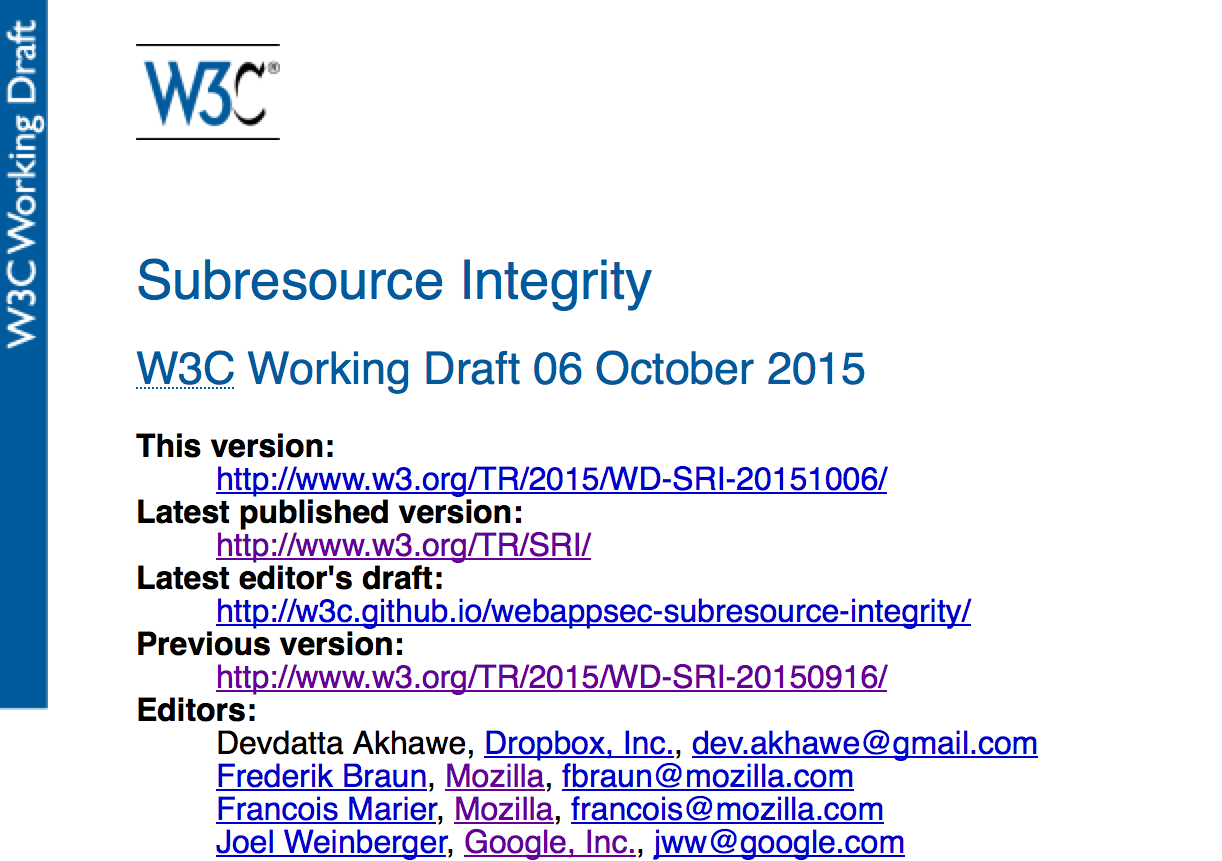 W3C Working Draft
W3C®
Subresource Integrity
W3C Working Draft 06 October 2015
This version:
http://www.w3.org/TR/2015/WD-SRI-20151006/
Latest published version:
http://www.w3.org/TR/SRI/
Latest editor's draft:
http://w3c.github.io/webappsec-subresource-integrity/
Previous version:
http://www.w3.org/TR/2015/WD-SRI-20150916/
Editors:
Devdatta Akhawe, Dropbox, Inc., dev.akhawe@gmail.com
Frederik Braun, Mozilla, fbraun@mozilla.com
Francois Marier, Mozilla, francois@mozilla.com
Joel Weinberger, Google, Inc., jww@google.com